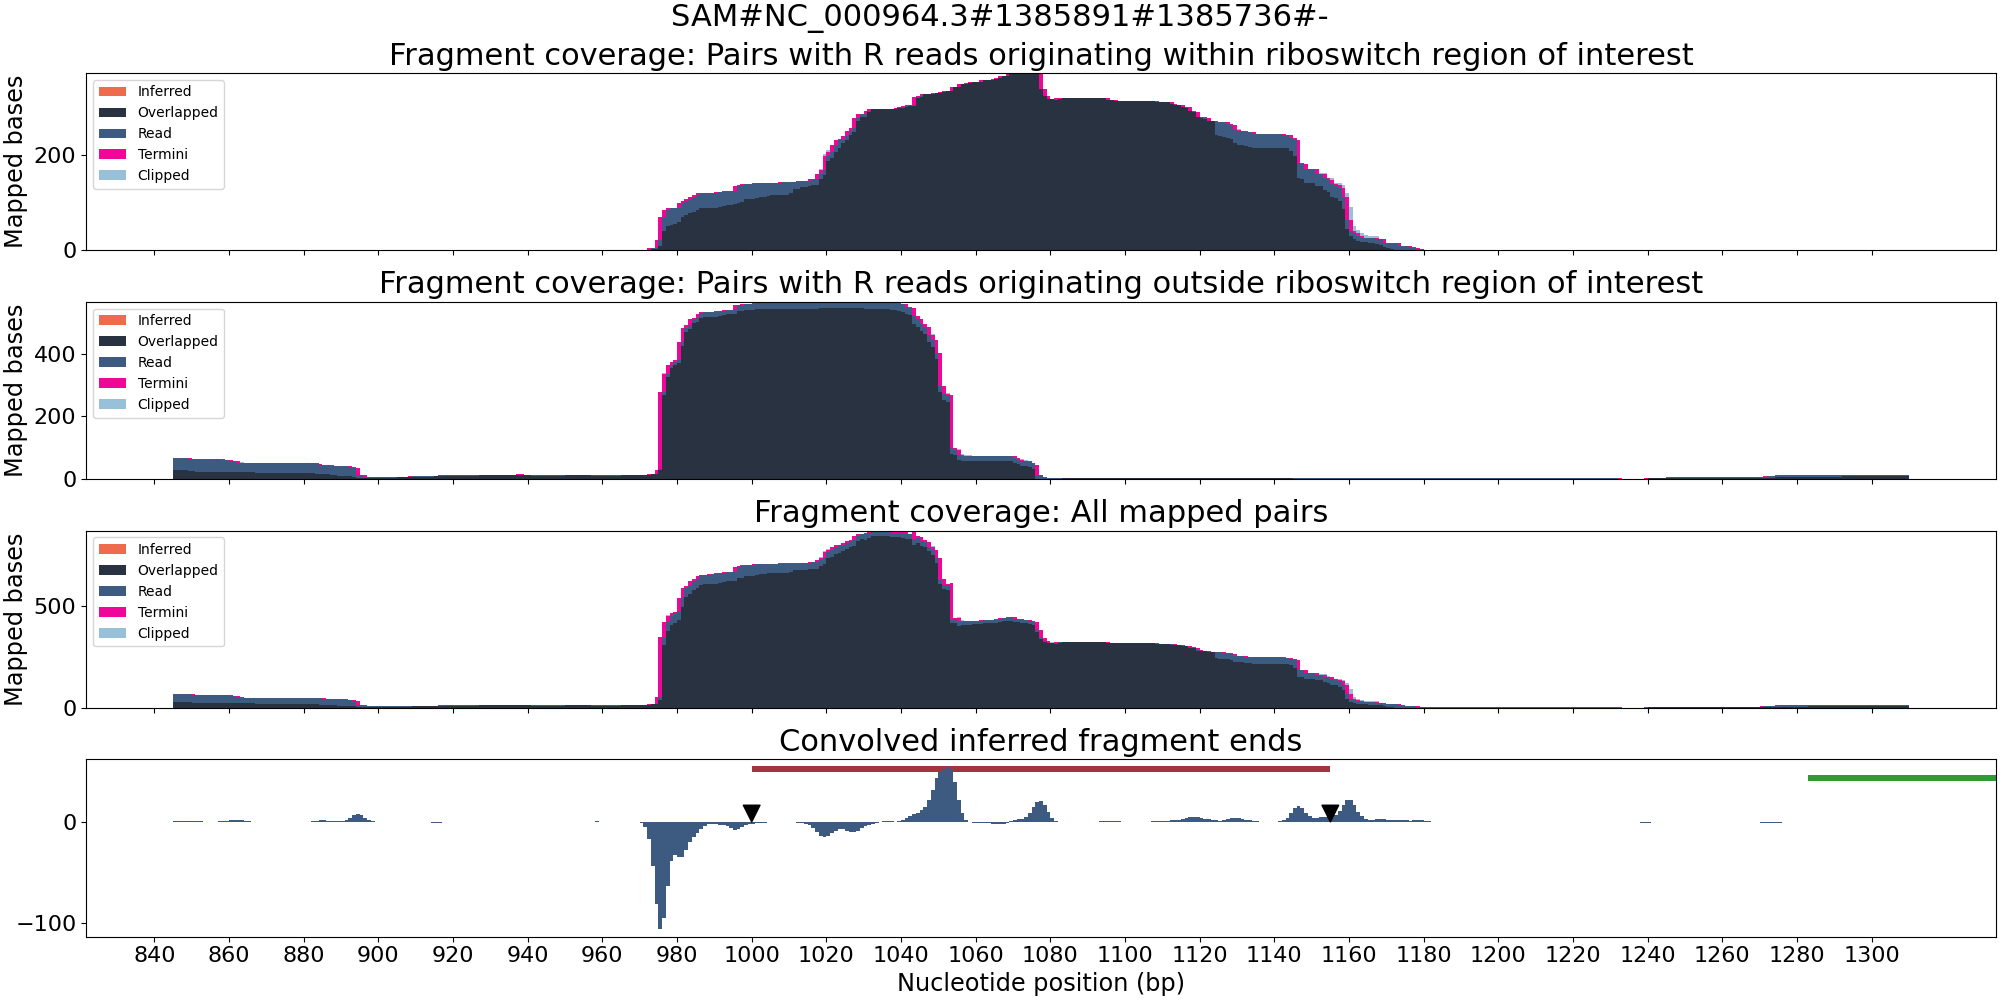 SAM#NC_000964.3#1385891#1385736#-
Fragment coverage: Pairs with R reads originating within riboswitch region of interest
Mapped bases
200
0
Inferred
Overlapped
Read
Termini
Clipped
Fragment coverage: Pairs with R reads originating outside riboswitch region of interest
Mapped bases
400
200
0
Inferred
Overlapped
Read
Termini
Clipped
Fragment coverage: All mapped pairs
Mapped bases
500
0
Inferred
Overlapped
Read
Termini
Clipped
Convolved inferred fragment ends
0
−100
840 860 880 900 920 940 960 980 1000 1020 1040 1060 1080 1100 1120 1140 1160 1180 1200 1220 1240 1260 1280 1300
Nucleotide position (bp)